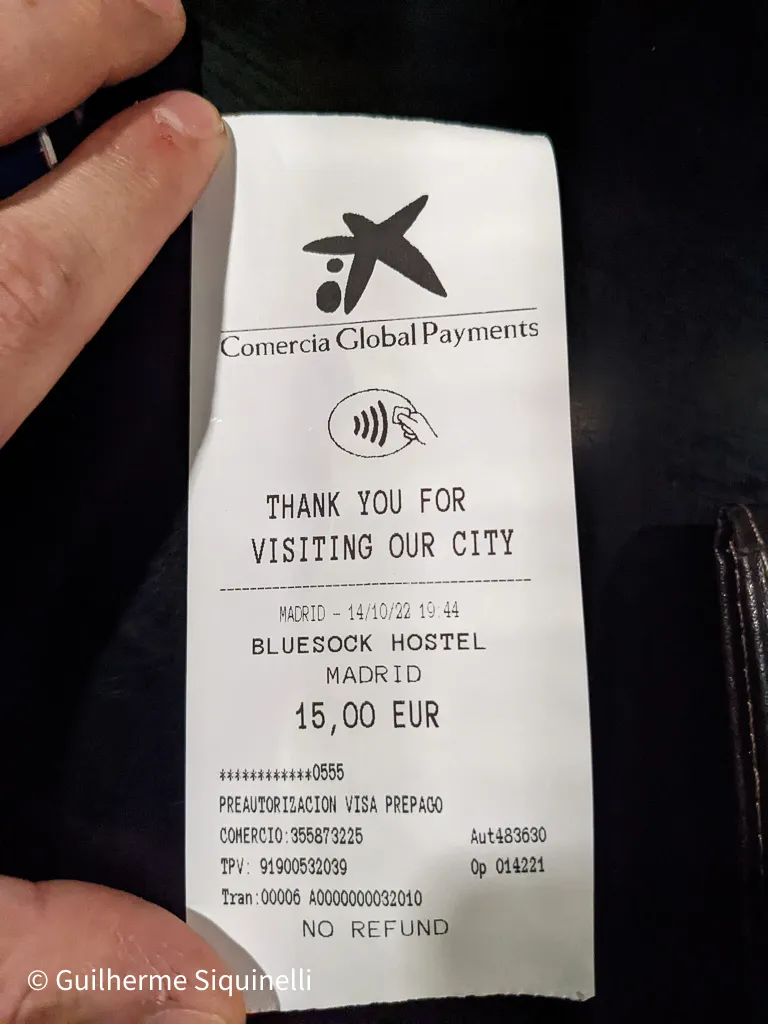 Comercia Global Payments
THANK YOU FOR
VISITING OUR CITY
MADRID - 14/10/22 19:44
BLUESOCK HOSTEL
MADRID
15,00 EUR
************0555
PREAUTORIZACION VISA PREPAGO
COMERCIO:355873225 Aut483630
TPV: 91900532039 Op 014221
Tran:00006 A0000000032010
NO REFUND
© Guilherme Siquinelli